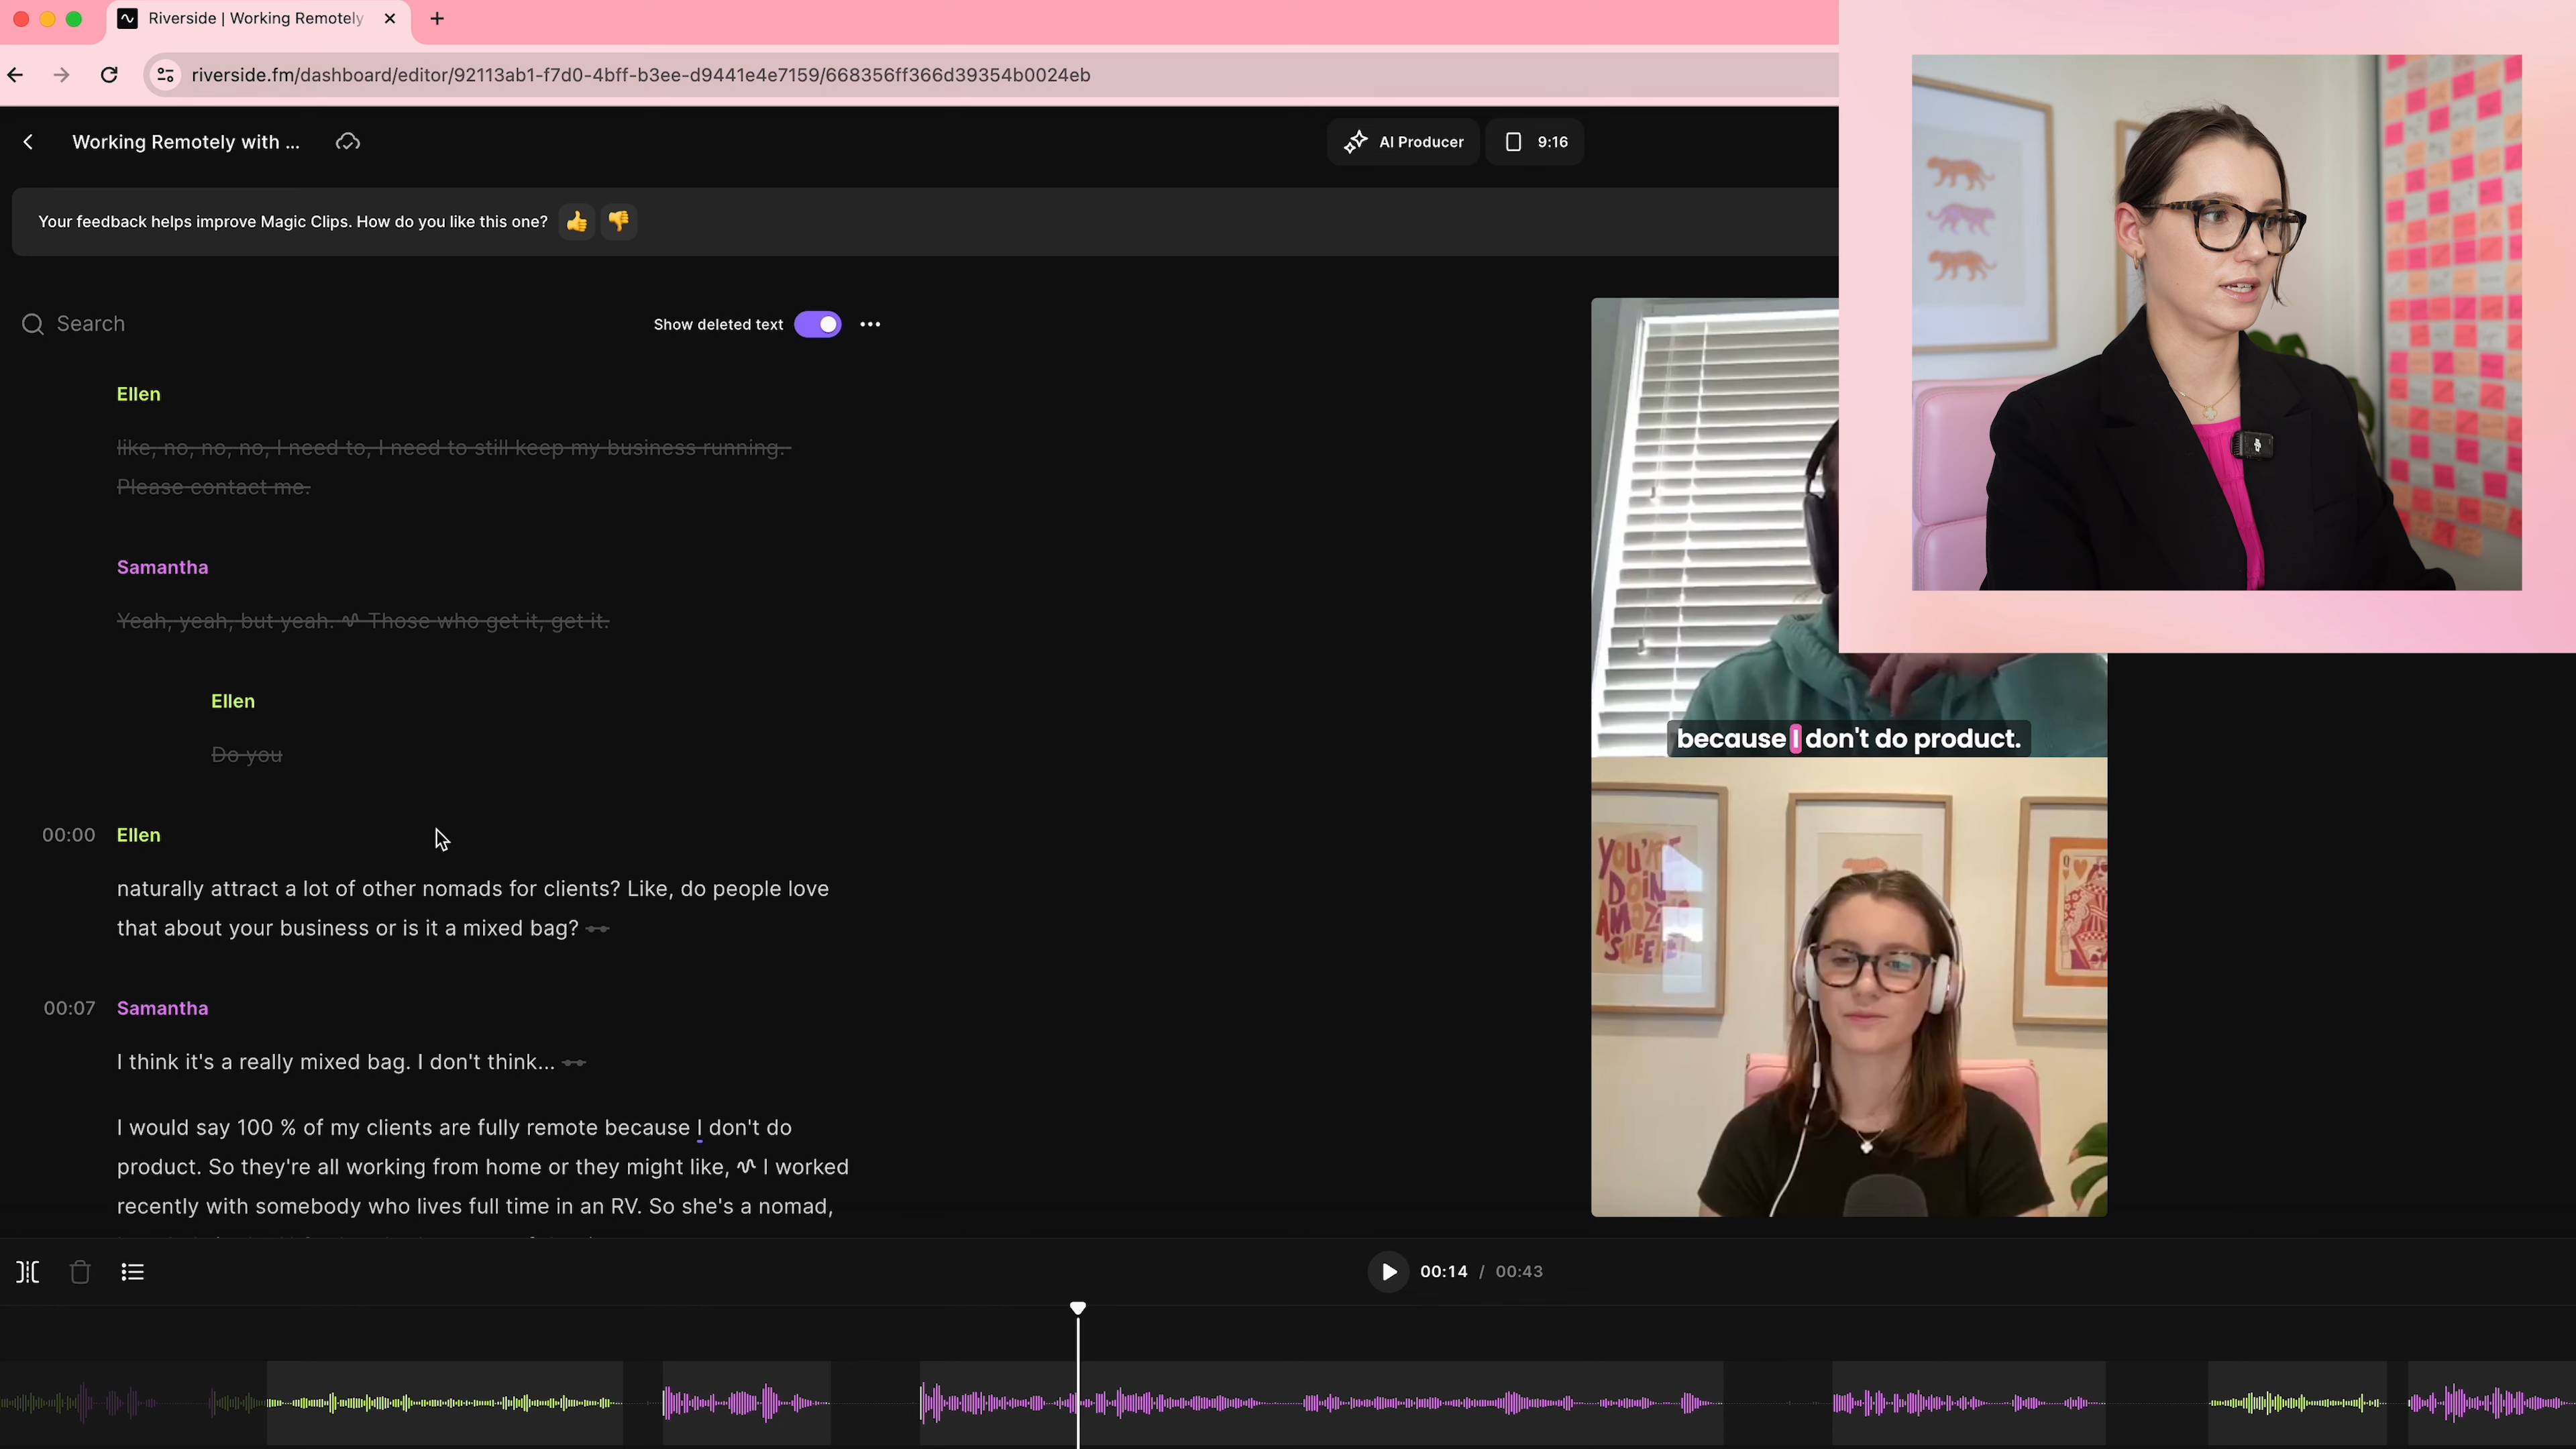 Riverside | Working Remotely
riverside.fm/dashboard/editor/92113ab1-f7d0-4bff-b3ee-d9441e4e7159/668356ff366d39354b0024eb
Working Remotely with ...
AI Producer
9:16
Your feedback helps improve Magic Clips. How do you like this one?
Search
Show deleted text
Ellen
like, no, no, no, I need to, I need to still keep my business running.
Please contact me.
Samantha
Yeah, yeah, but yeah. Those who get it, get it.
Ellen
Do you
00:00 Ellen
naturally attract a lot of other nomads for clients? Like, do people love
that about your business or is it a mixed bag?
00:07 Samantha
I think it's a really mixed bag. I don't think...
I would say 100 % of my clients are fully remote because I don't do
product. So they're all working from home or they might like, I worked
recently with somebody who lives full time in an RV. So she's a nomad,
because I don't do product.
YOU'RE
DOIN
AMAZ
SWEE
00:14 / 00:43